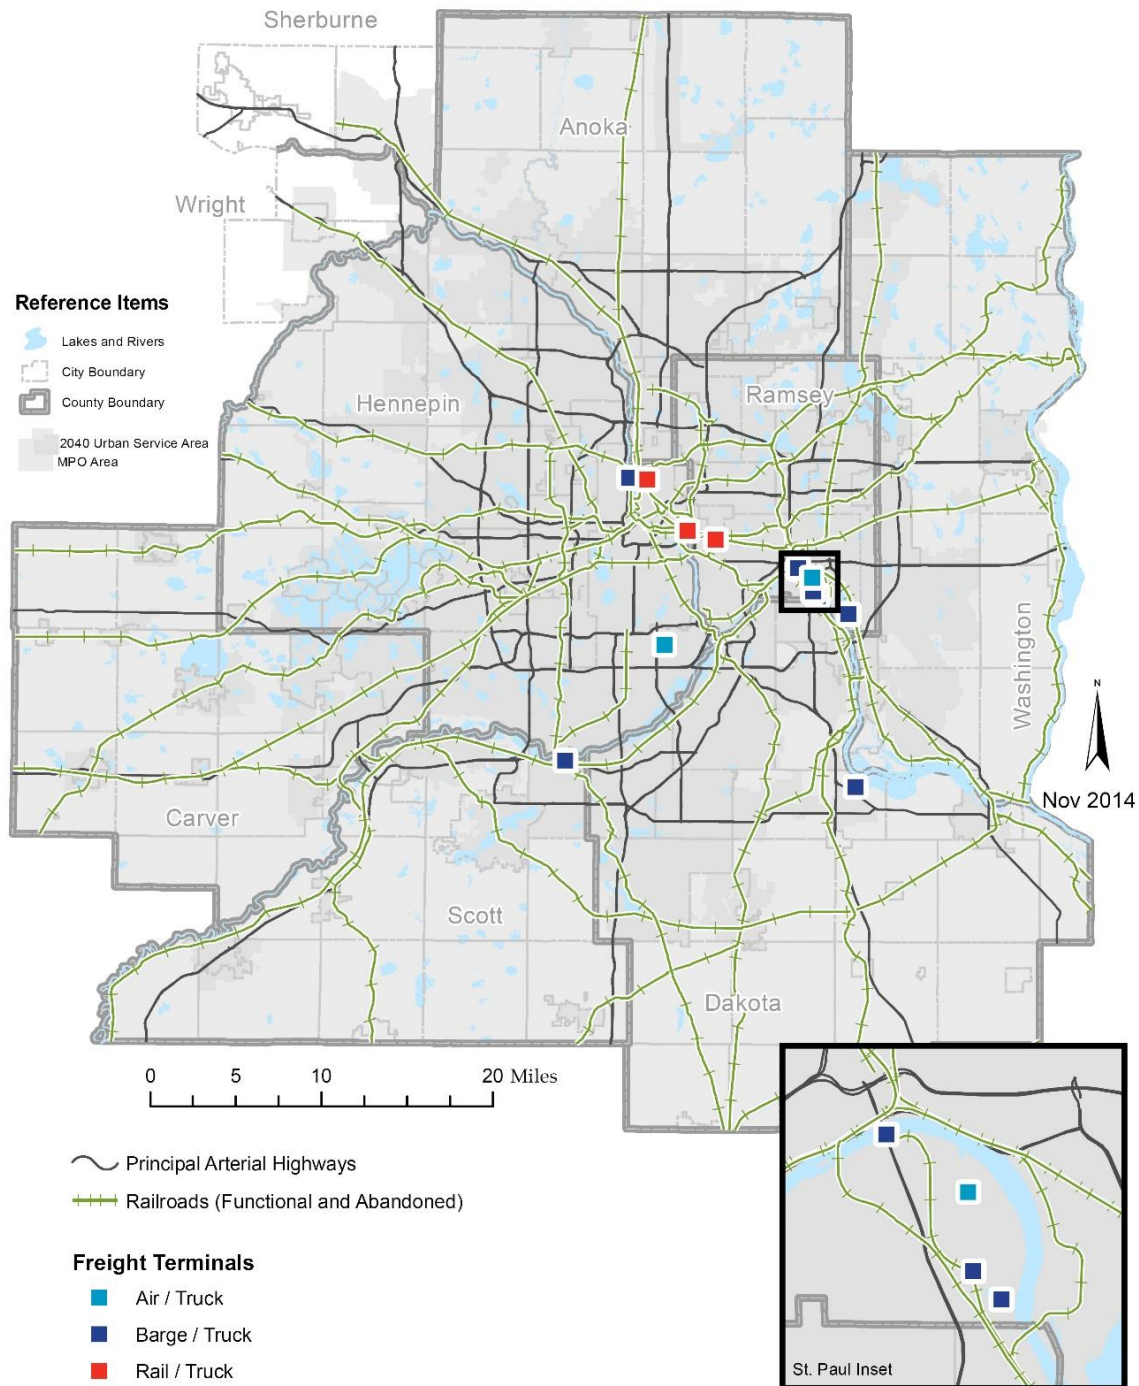 Sherburne
Anoka
Wright
Reference Items
Lakes and Rivers
City Boundary
County Boundary
2040 Urban Service Area
MPO Area
Hennepin
Ramsey
Washington
N
Nov 2014
Carver
Scott
Dakota
0 5 10 20 Miles
Principal Arterial Highways
Railroads (Functional and Abandoned)
Freight Terminals
Air / Truck
Barge / Truck
Rail / Truck
St. Paul Inset